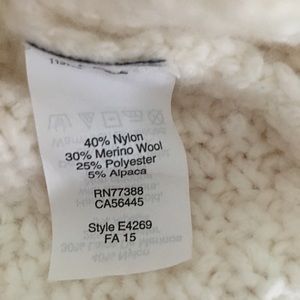 40% Nylon
30% Merino Wool
25% Polyester
5% Alpaca
RN77388
CA56445
Style E4269
FA 15